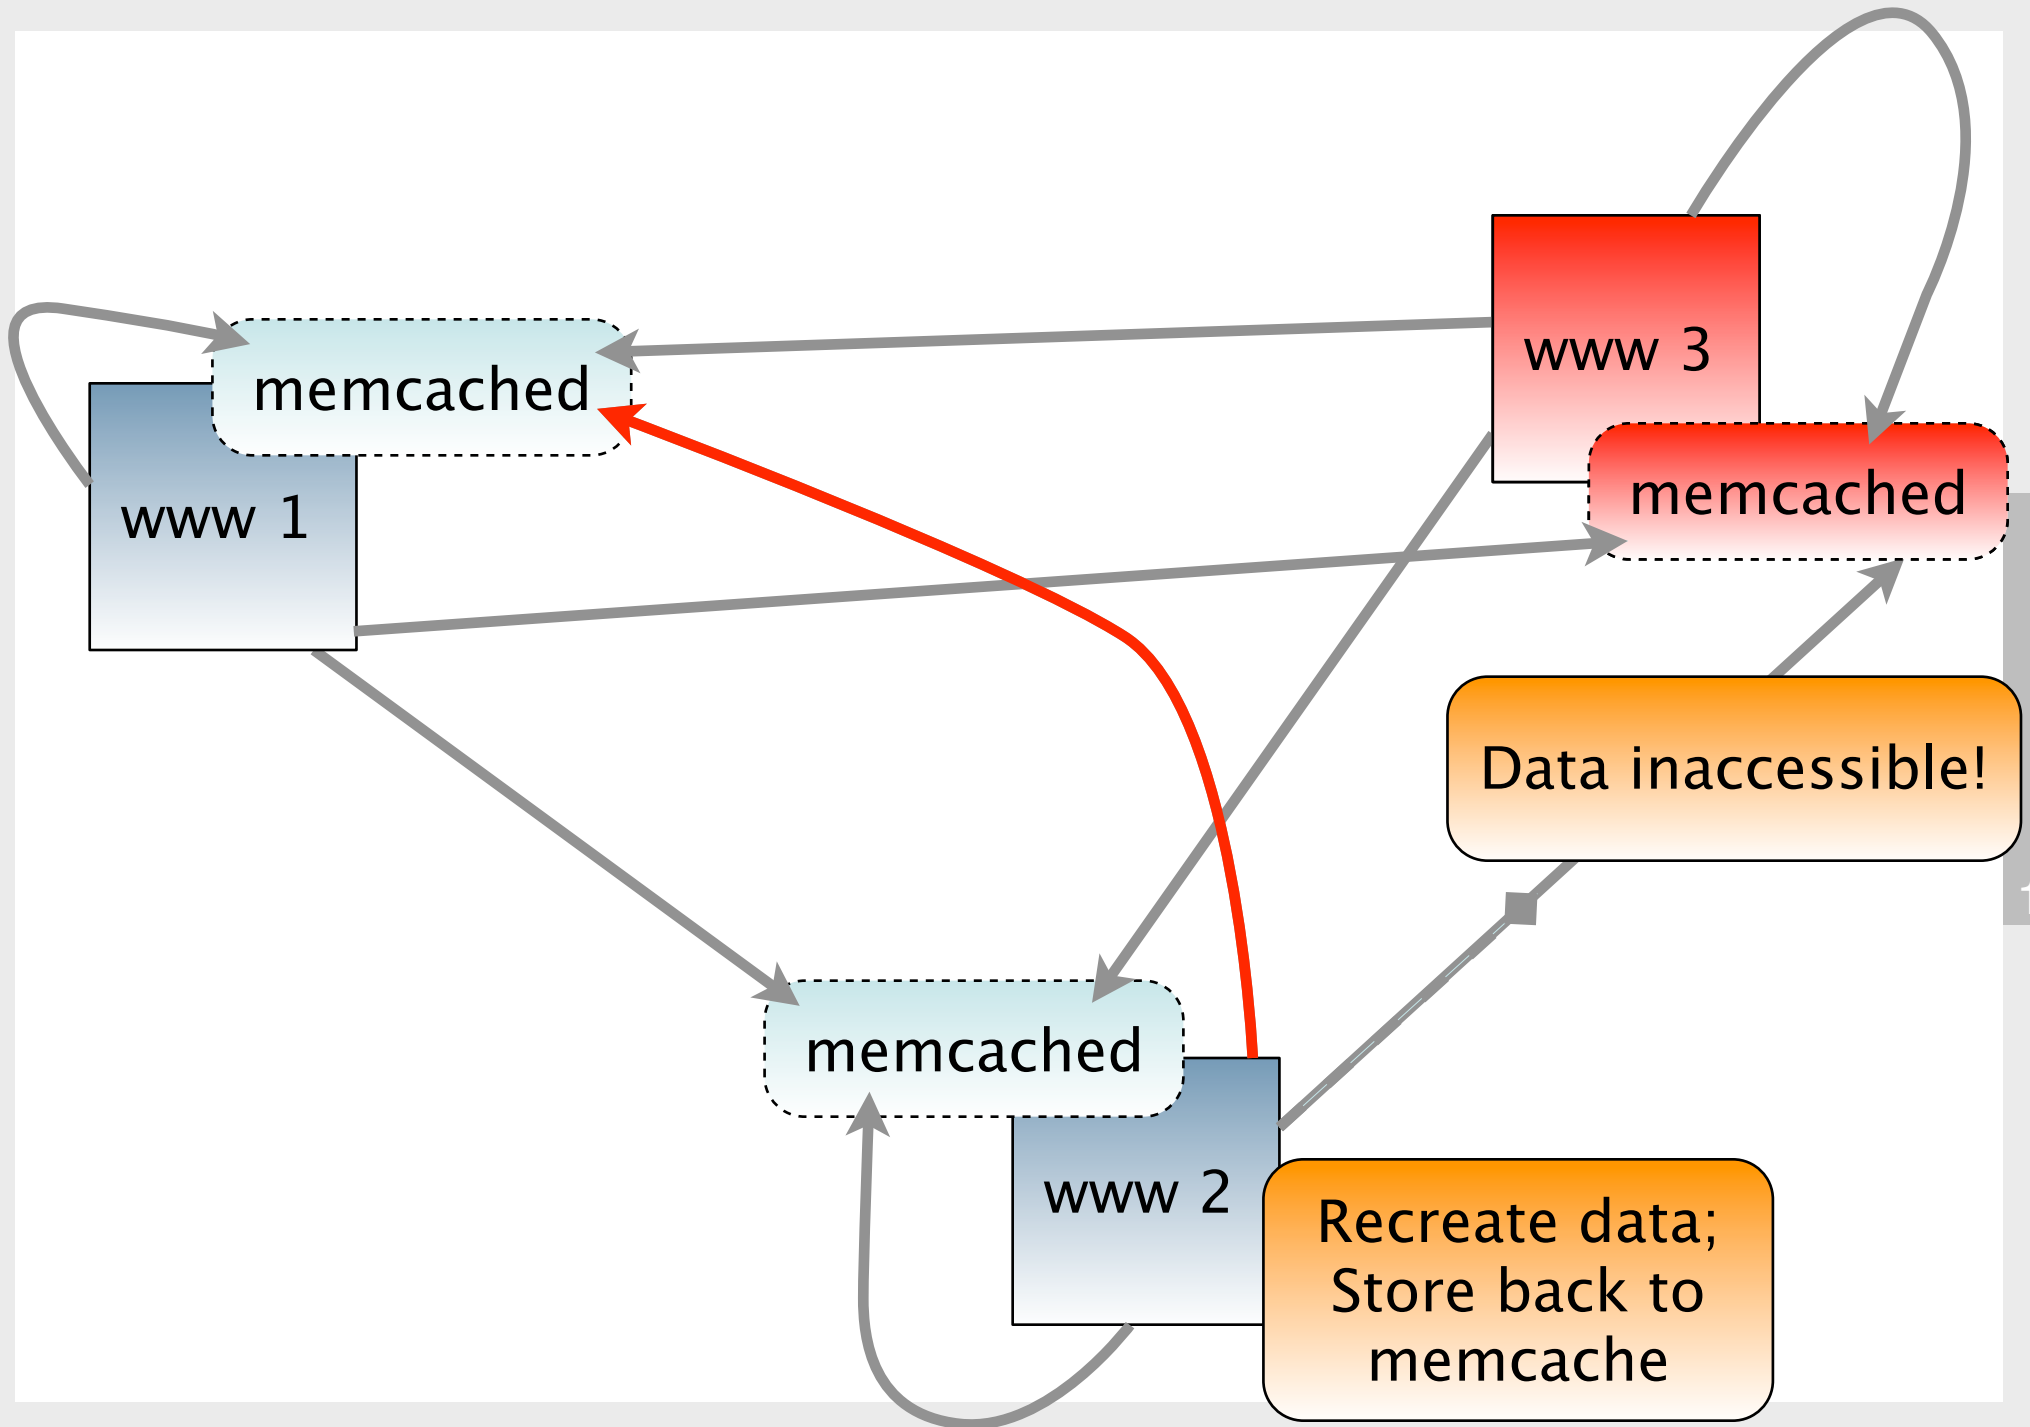 www 3
memcached
memcached
www 1
Data inaccessible!
memcached
www 2
Recreate data;
Store back to
memcache